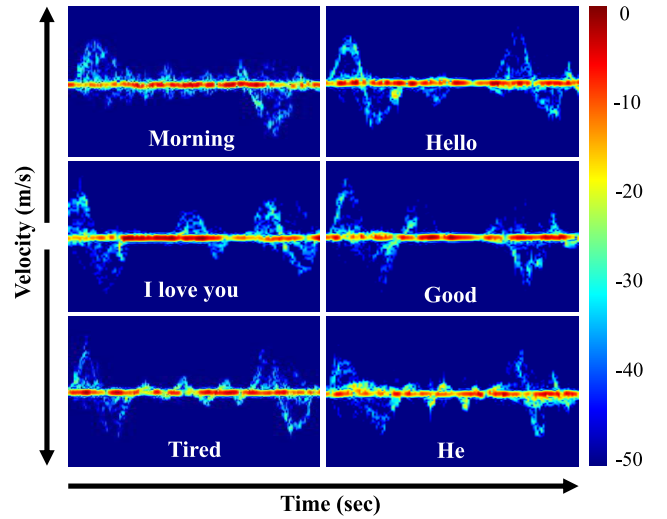 0
-10
-20
-30
-40
-50
Velocity (m/s)
Morning
Hello
I love you
Good
Tired
He
Time (sec)